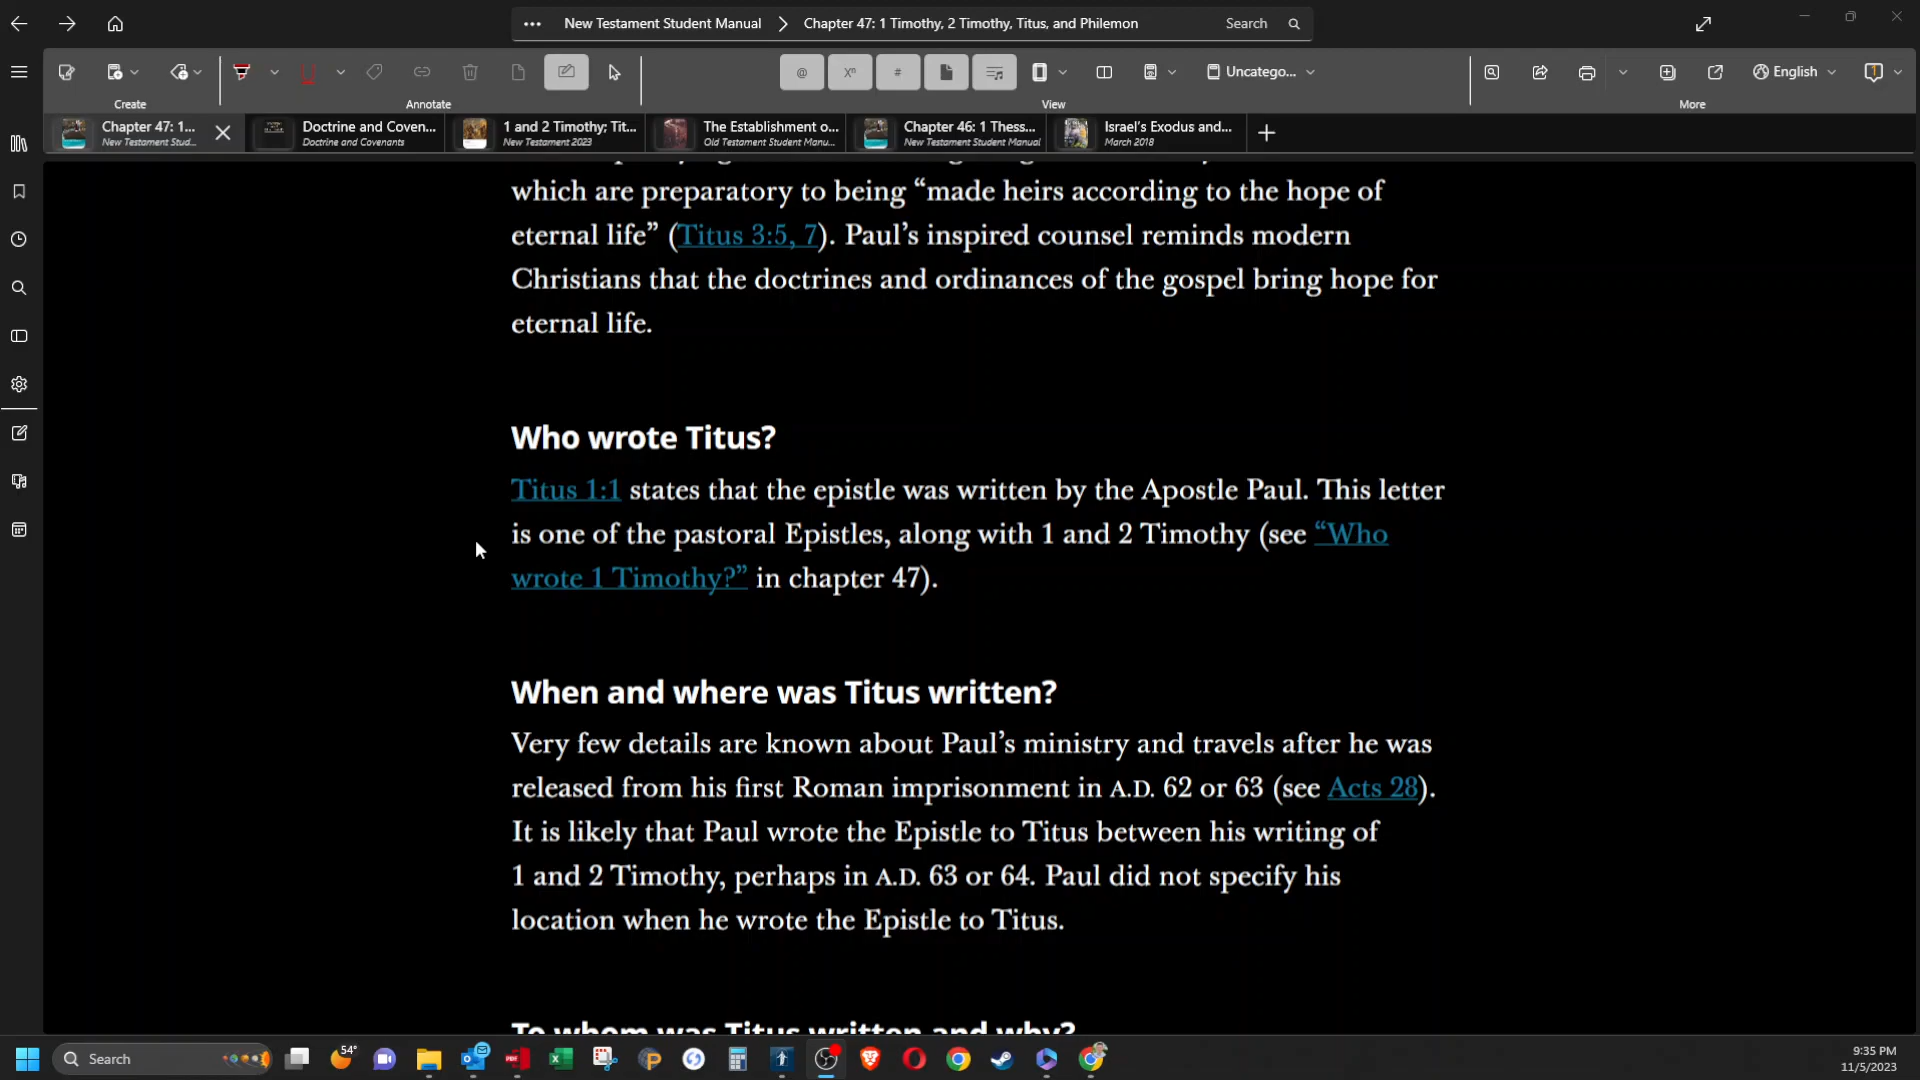 New Testament Student Manual
Chapter 47: 1 Timothy, 2 Timothy, Titus, and Philemon
Search
@
Xⁿ
#
Uncatego...
English
1
Create
Annotate
View
More
Chapter 47: 1...
New Testament Stud...
Doctrine and Coven...
Doctrine and Covenants
1 and 2 Timothy; Tit...
New Testament 2023
The Establishment o...
Old Testament Student Manu...
Chapter 46: 1 Thess...
New Testament Student Manual
Israel's Exodus and...
March 2018
which are preparatory to being “made heirs according to the hope of
eternal life” (Titus 3:5, 7). Paul’s inspired counsel reminds modern
Christians that the doctrines and ordinances of the gospel bring hope for
eternal life.
Who wrote Titus?
Titus 1:1 states that the epistle was written by the Apostle Paul. This letter
is one of the pastoral Epistles, along with 1 and 2 Timothy (see “Who
wrote 1 Timothy?” in chapter 47).
When and where was Titus written?
Very few details are known about Paul’s ministry and travels after he was
released from his first Roman imprisonment in A.D. 62 or 63 (see Acts 28).
It is likely that Paul wrote the Epistle to Titus between his writing of
1 and 2 Timothy, perhaps in A.D. 63 or 64. Paul did not specify his
location when he wrote the Epistle to Titus.
To whom was Titus written and why?
Search
54°
PDF
9:35 PM
11/5/2023